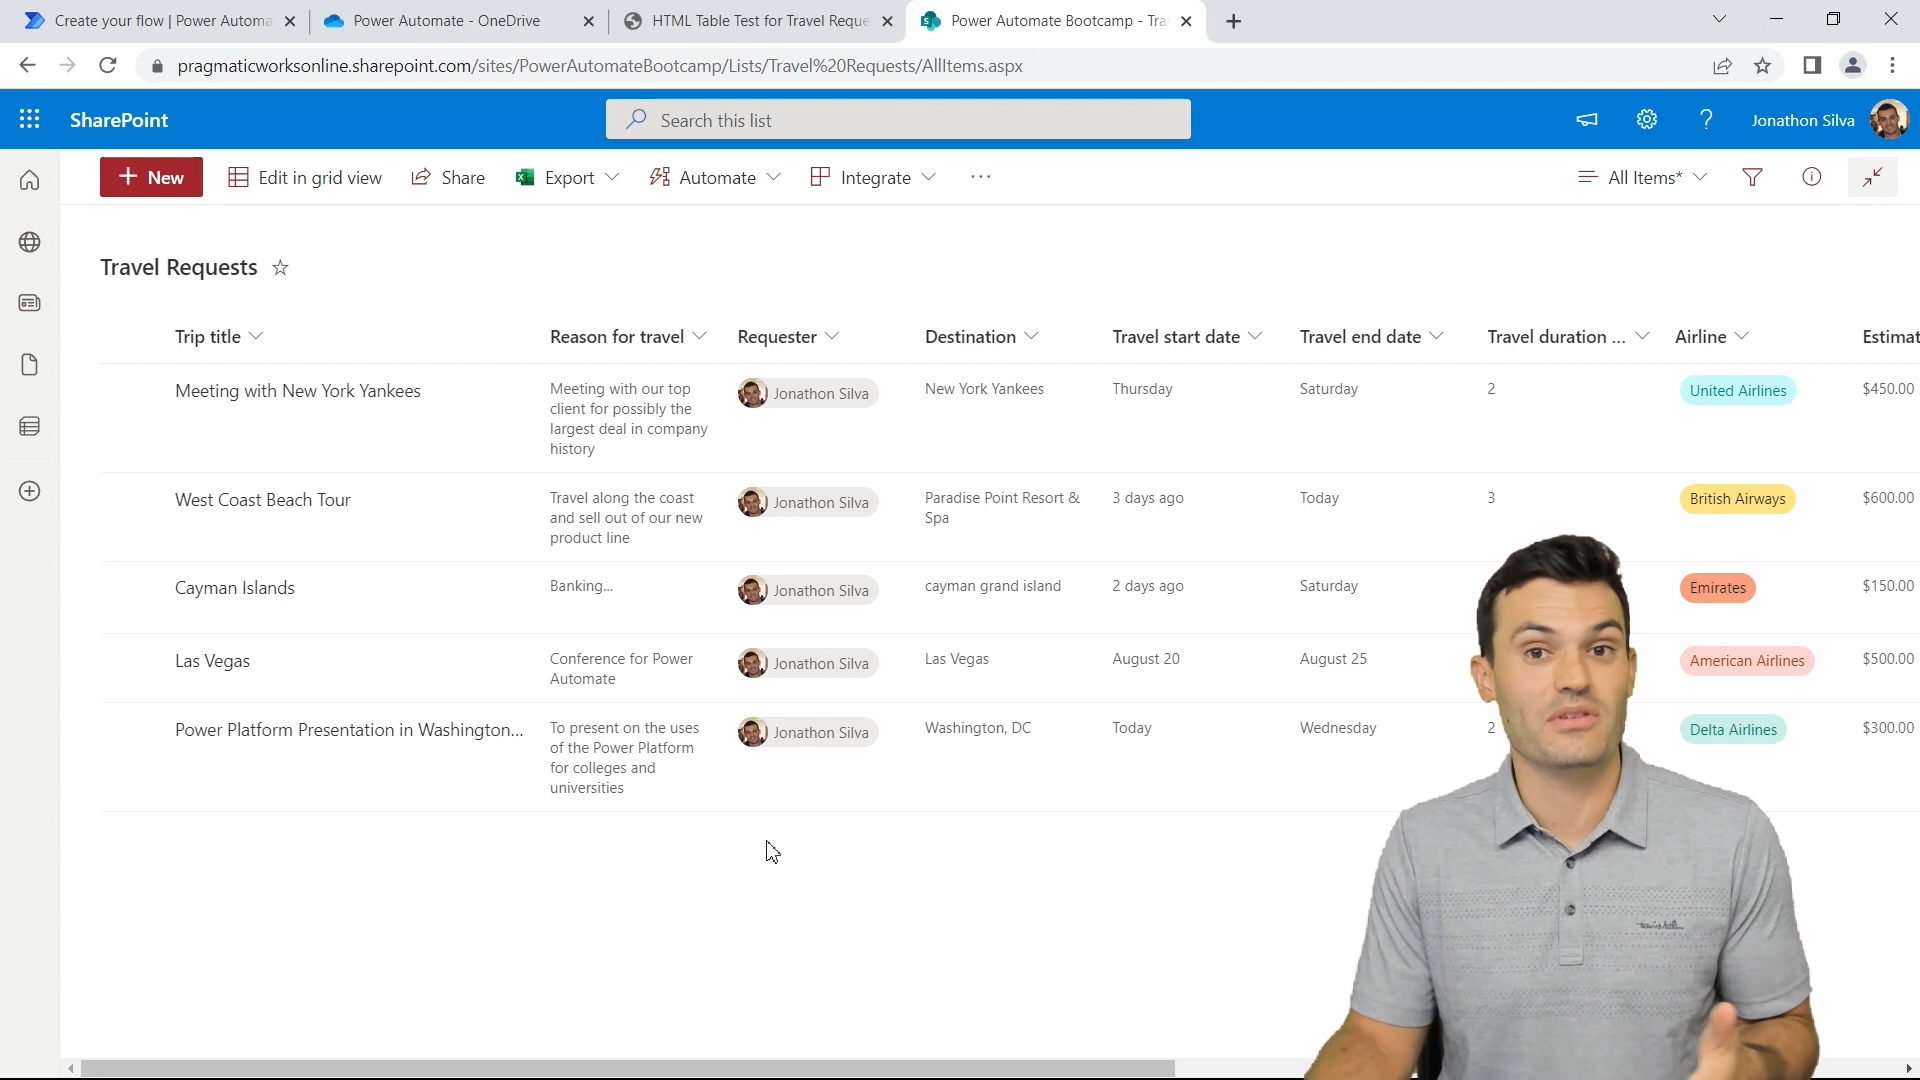 Create your flow | Power Automa
Power Automate - OneDrive
HTML Table Test for Travel Reque
Power Automate Bootcamp - Tra
pragmaticworksonline.sharepoint.com/sites/PowerAutomateBootcamp/Lists/Travel%20Requests/AllItems.aspx
SharePoint
Search this list
Jonathon Silva
New
Edit in grid view
Share
Export
Automate
Integrate
All Items*
Travel Requests
Trip title
Reason for travel
Requester
Destination
Travel start date
Travel end date
Travel duration ...
Airline
Estimat
Meeting with New York Yankees
Meeting with our top
client for possibly the
largest deal in company
history
Jonathon Silva
New York Yankees
Thursday
Saturday
2
United Airlines
$450.00
West Coast Beach Tour
Travel along the coast
and sell out of our new
product line
Jonathon Silva
Paradise Point Resort &
Spa
3 days ago
Today
3
British Airways
$600.00
Cayman Islands
Banking...
Jonathon Silva
cayman grand island
2 days ago
Saturday
Emirates
$150.00
Las Vegas
Conference for Power
Automate
Jonathon Silva
Las Vegas
August 20
August 25
American Airlines
$500.00
Power Platform Presentation in Washington...
To present on the uses
of the Power Platform
for colleges and
universities
Jonathon Silva
Washington, DC
Today
Wednesday
2
Delta Airlines
$300.00